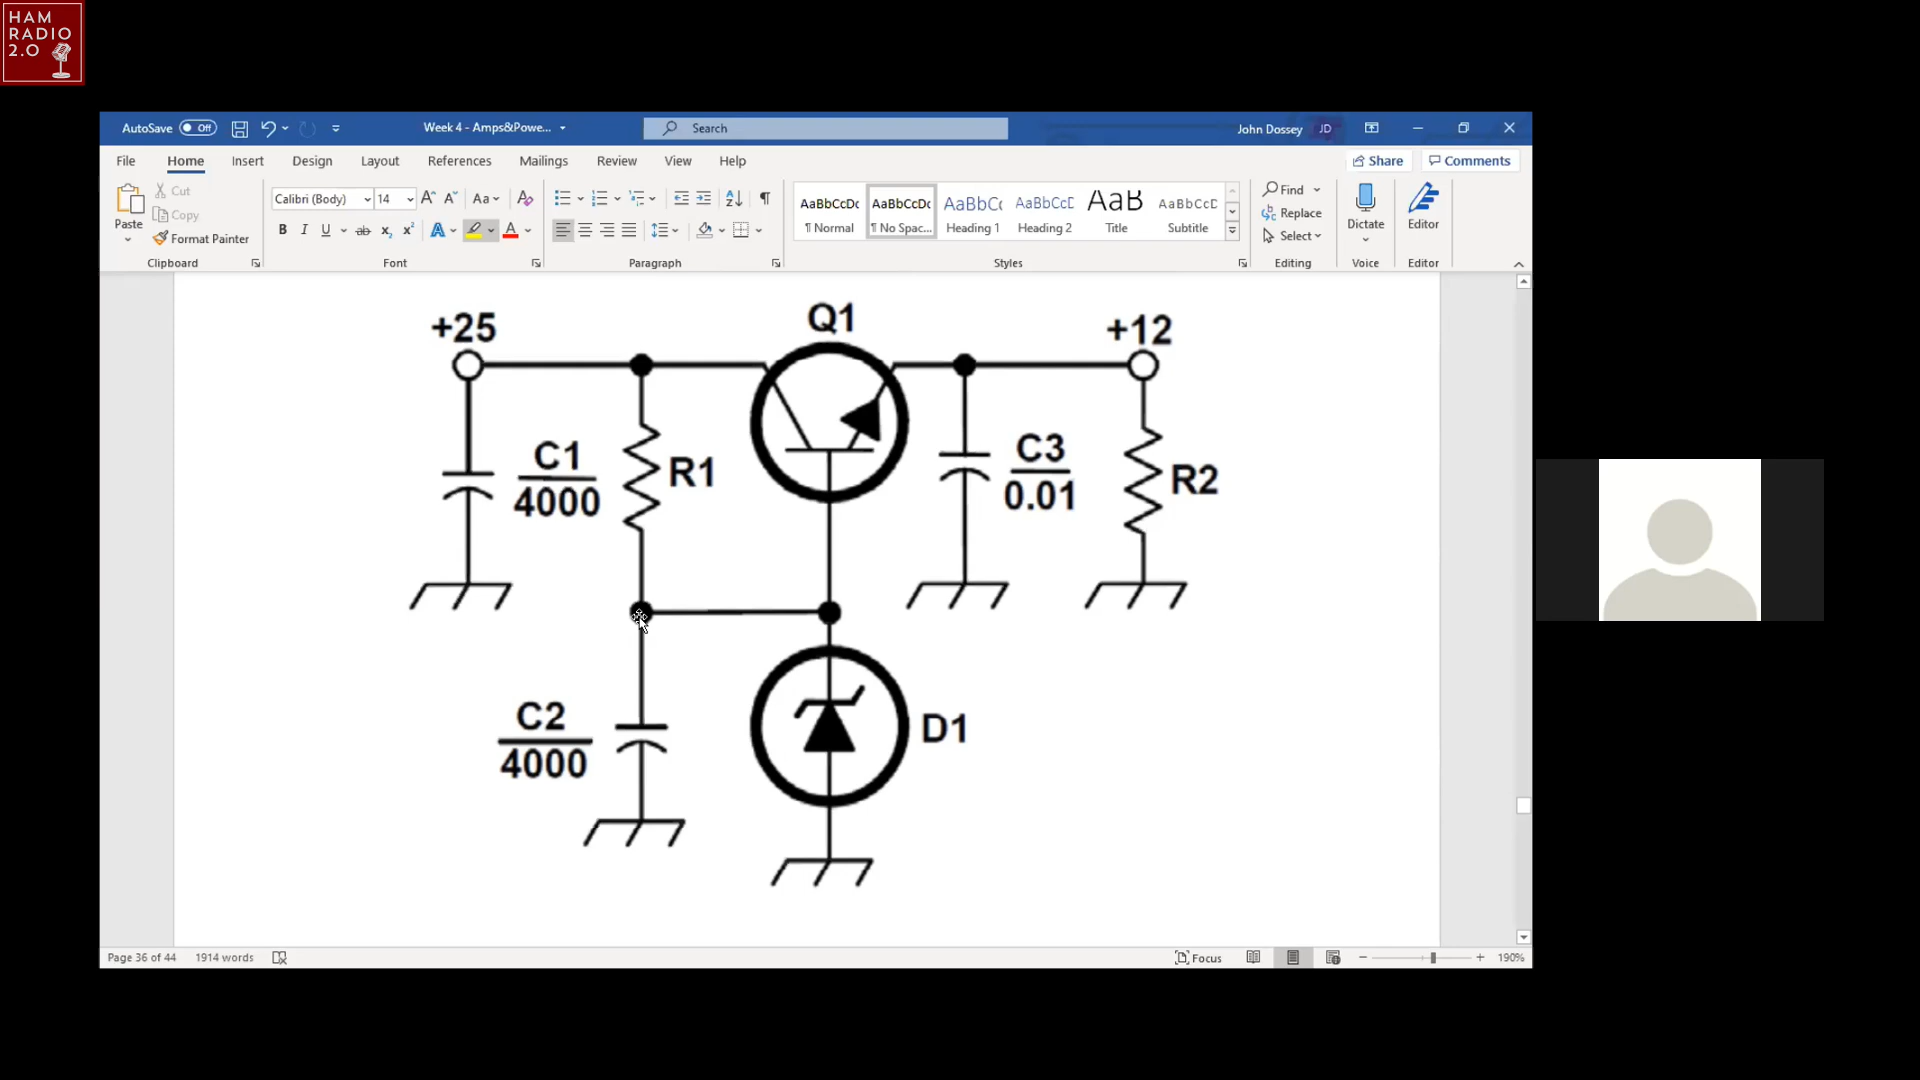 HAM
RADIO
2.0
AutoSave Off
Week 4 - Amps&Powe...
Search
John Dossey JD
File Home Insert Design Layout References Mailings Review View Help
Share Comments
Paste
Cut
Copy
Format Painter
Clipboard
Calibri (Body) 14
Font
Paragraph
AaBbCcDc AaBbCcDc AaBbCc AaBbCcD AaB AaBbCcD
¶ Normal ¶ No Spac... Heading 1 Heading 2 Title Subtitle
Styles
Find
Replace
Select
Editing
Dictate
Voice
Editor
Editor
+25
Q1
+12
C1
4000
R1
C3
0.01
R2
C2
4000
D1
Page 36 of 44 1914 words
Focus
190%